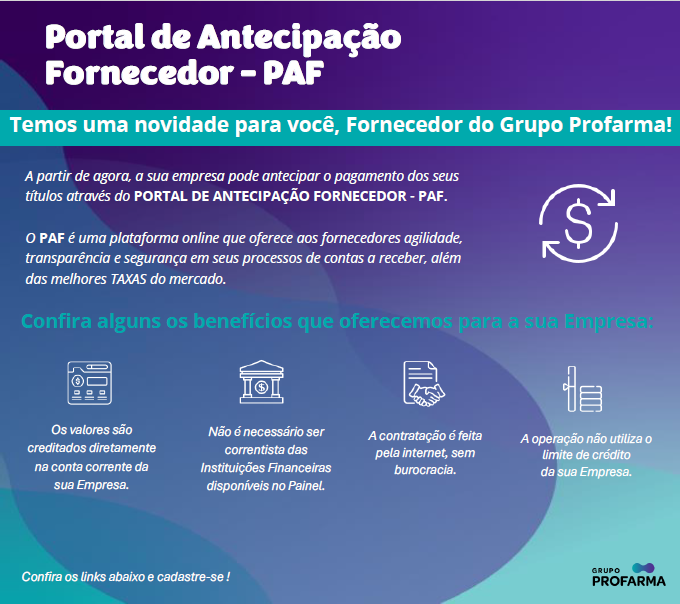 Portal de Antecipação
Fornecedor - PAF
Temos uma novidade para você, Fornecedor do Grupo Profarma!
A partir de agora, a sua empresa pode antecipar o pagamento dos seus
títulos através do PORTAL DE ANTECIPAÇÃO FORNECEDOR - PAF.
O PAF é uma plataforma online que oferece aos fornecedores agilidade,
transparência e segurança em seus processos de contas a receber, além
das melhores TAXAS do mercado.
Confira alguns os benefícios que oferecemos para a sua Empresa:
Os valores são
creditados diretamente
na conta corrente da
sua Empresa.
Não é necessário ser
correntista das
Instituições Financeiras
disponíveis no Painel.
A contratação é feita
pela internet, sem
burocracia.
A operação não utiliza o
limite de crédito
da sua Empresa.
Confira os links abaixo e cadastre-se !
GRUPO
PROFARMA